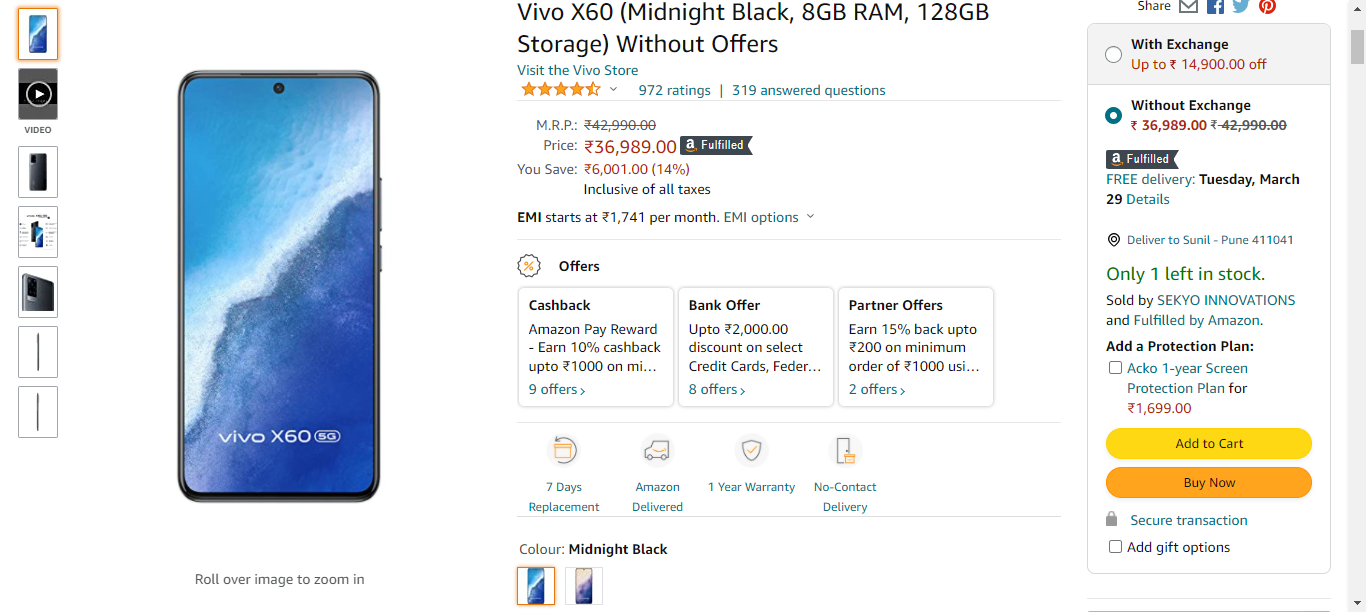 Vivo X60 (Midnight Black, 8GB RAM, 128GB
Storage) Without Offers
Visit the Vivo Store
972 ratings | 319 answered questions
M.R.P.: ₹42,990.00
Price: ₹36,989.00 a Fulfilled
You Save: ₹6,001.00 (14%)
Inclusive of all taxes
EMI starts at ₹1,741 per month. EMI options
Offers
Cashback
Amazon Pay Reward
- Earn 10% cashback
upto ₹1000 on mi…
9 offers ›
Bank Offer
Upto ₹2,000.00
discount on select
Credit Cards, Feder…
8 offers ›
Partner Offers
Earn 15% back upto
₹200 on minimum
order of ₹1000 usi…
2 offers ›
7 Days
Replacement
Amazon
Delivered
1 Year Warranty
No-Contact
Delivery
Colour: Midnight Black
VIDEO
vivo X60 5G
Roll over image to zoom in
Share
With Exchange
Up to ₹ 14,900.00 off
Without Exchange
₹ 36,989.00 ₹ 42,990.00
a Fulfilled
FREE delivery: Tuesday, March
29 Details
Deliver to Sunil - Pune 411041
Only 1 left in stock.
Sold by SEKYO INNOVATIONS
and Fulfilled by Amazon.
Add a Protection Plan:
Acko 1-year Screen
Protection Plan for
₹1,699.00
Add to Cart
Buy Now
Secure transaction
Add gift options